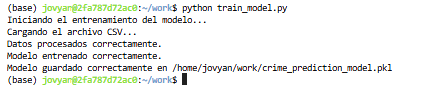 (base) jovyan@2fa787d72ac0:~/work$ python train_model.py
Iniciando el entrenamiento del modelo...
Cargando el archivo CSV...
Datos procesados correctamente.
Modelo entrenado correctamente.
Modelo guardado correctamente en /home/jovyan/work/crime_prediction_model.pkl
(base) jovyan@2fa787d72ac0:~/work$